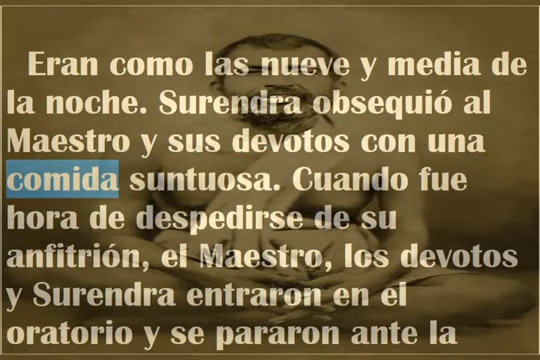 Eran como las nueve y media de
la noche. Surendra obsequió al
Maestro y sus devotos con una
comida suntuosa. Cuando fue
hora de despedirse de su
anfitrión, el Maestro, los devotos
y Surendra entraron en el
oratorio y se pararon ante la